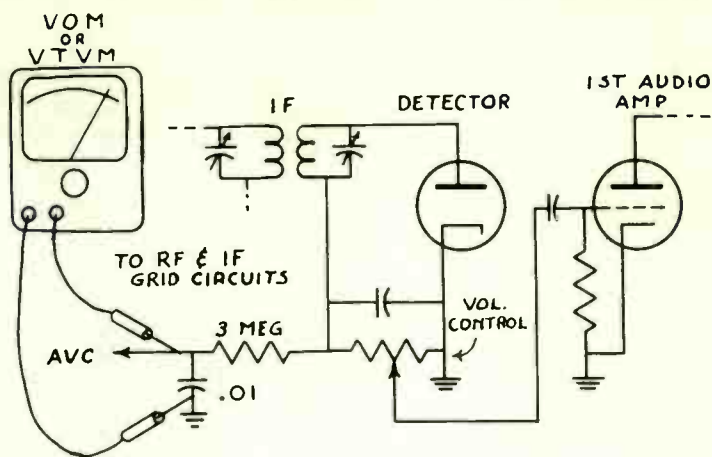 VOM
OR
VTVM
IF
DETECTOR
1ST AUDIO
AMP
TO RF & IF
GRID CIRCUITS
VOL.
CONTROL
3 MEG
AVC
.01